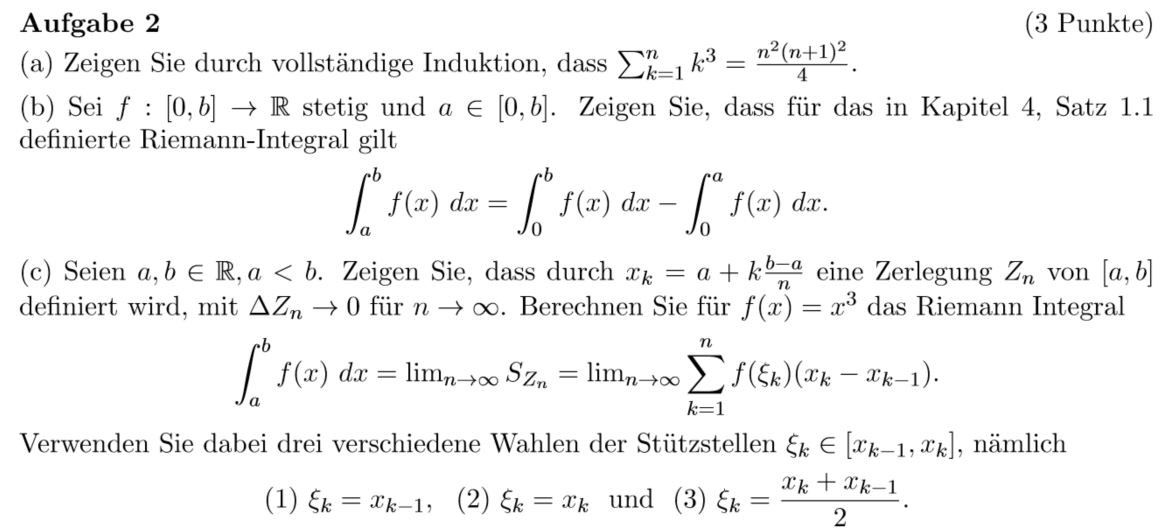 Aufgabe 2 (3 Punkte)
(a) Zeigen Sie durch vollständige Induktion, dass $\sum_{k=1}^{n} k^3 = \frac{n^2(n+1)^2}{4}$.
(b) Sei $f : [0, b] \to \mathbb{R}$ stetig und $a \in [0, b]$. Zeigen Sie, dass für das in Kapitel 4, Satz 1.1
definierte Riemann-Integral gilt
$\int_a^b f(x) \, dx = \int_0^b f(x) \, dx - \int_0^a f(x) \, dx.$
(c) Seien $a, b \in \mathbb{R}, a < b$. Zeigen Sie, dass durch $x_k = a + k\frac{b-a}{n}$ eine Zerlegung $Z_n$ von $[a, b]$
definiert wird, mit $\Delta Z_n \to 0$ für $n \to \infty$. Berechnen Sie für $f(x) = x^3$ das Riemann Integral
$\int_a^b f(x) \, dx = \lim_{n \to \infty} S_{Z_n} = \lim_{n \to \infty} \sum_{k=1}^{n} f(\xi_k)(x_k - x_{k-1}).$
Verwenden Sie dabei drei verschiedene Wahlen der Stützstellen $\xi_k \in [x_{k-1}, x_k]$, nämlich
(1) $\xi_k = x_{k-1}$, (2) $\xi_k = x_k$ und (3) $\xi_k = \frac{x_k + x_{k-1}}{2}$.